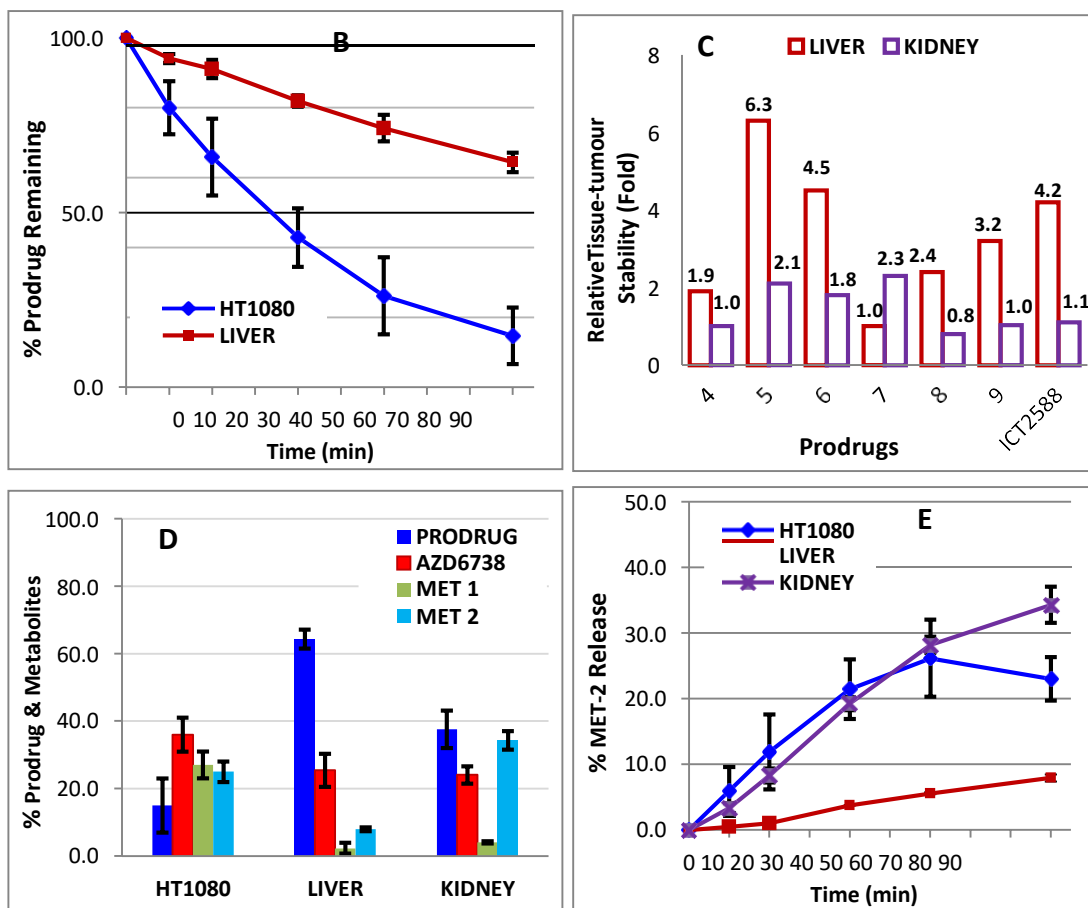 B
100.0
50.0
0.0
% Prodrug Remaining
HT1080
LIVER
0 10 20 30 40 60 70 90
Time (min)
C
LIVER KIDNEY
8
6
4
2
0
RelativeTissue-tumour
Stability (Fold)
6.3
4.5
4.2
3.2
2.4
2.3
2.1
1.9
1.8
1.0
1.0
0.8
1.0
1.1
4 5 6 7 8 9 ICT2588
Prodrugs
D
100.0
80.0
60.0
40.0
20.0
0.0
% Prodrug & Metabolites
PRODRUG
AZD6738
MET 1
MET 2
HT1080 LIVER KIDNEY
E
50.0
40.0
30.0
20.0
10.0
0.0
% MET-2 Release
HT1080
LIVER
KIDNEY
0 10 20 30 40 60 80 90
Time (min)